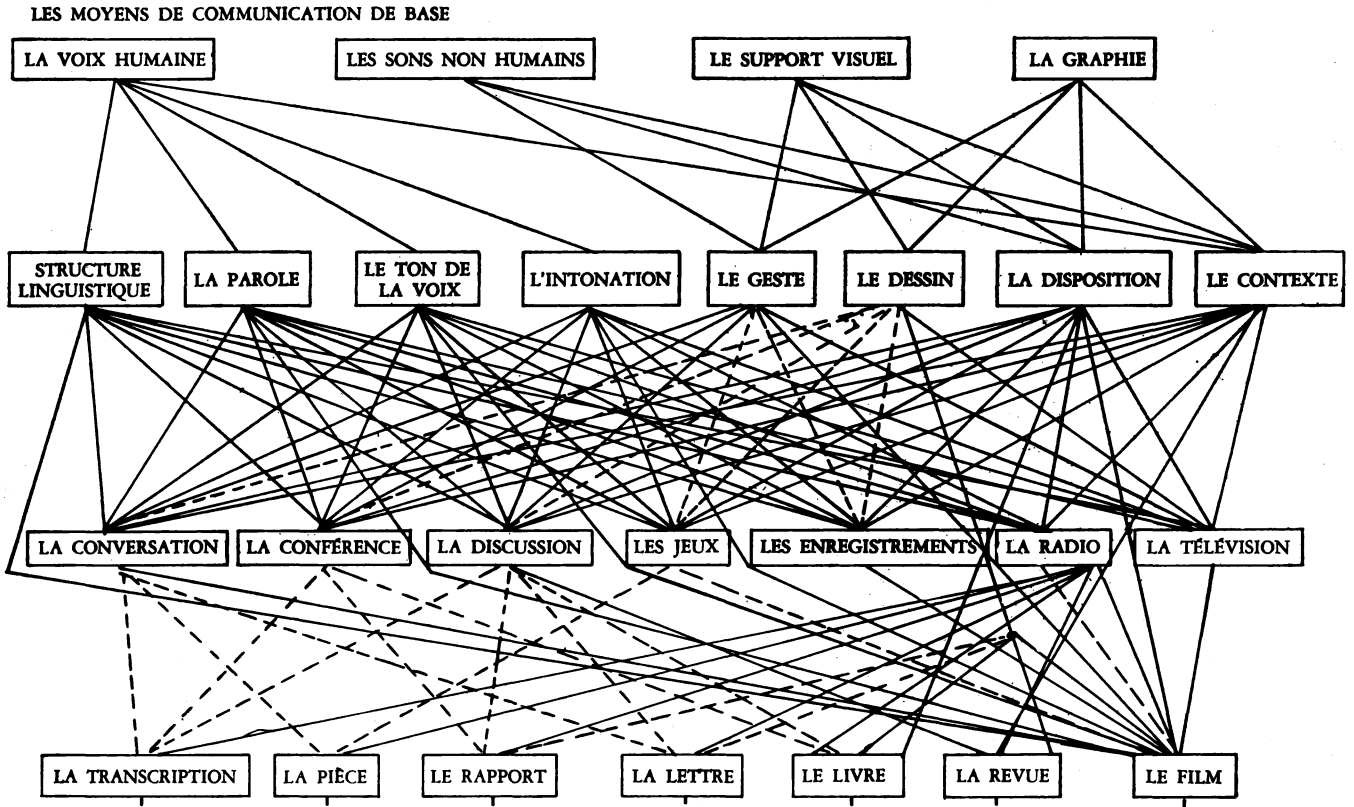 LES MOYENS DE COMMUNICATION DE BASE
LA VOIX HUMAINE
LES SONS NON HUMAINS
LE SUPPORT VISUEL
LA GRAPHIE
STRUCTURE
LINGUISTIQUE
LA PAROLE
LE TON DE
LA VOIX
L'INTONATION
LE GESTE
LE DESSIN
LA DISPOSITION
LE CONTEXTE
LA CONVERSATION
LA CONFÉRENCE
LA DISCUSSION
LES JEUX
LES ENREGISTREMENTS
LA RADIO
LA TÉLÉVISION
LA TRANSCRIPTION
LA PIÈCE
LE RAPPORT
LA LETTRE
LE LIVRE
LA REVUE
LE FILM